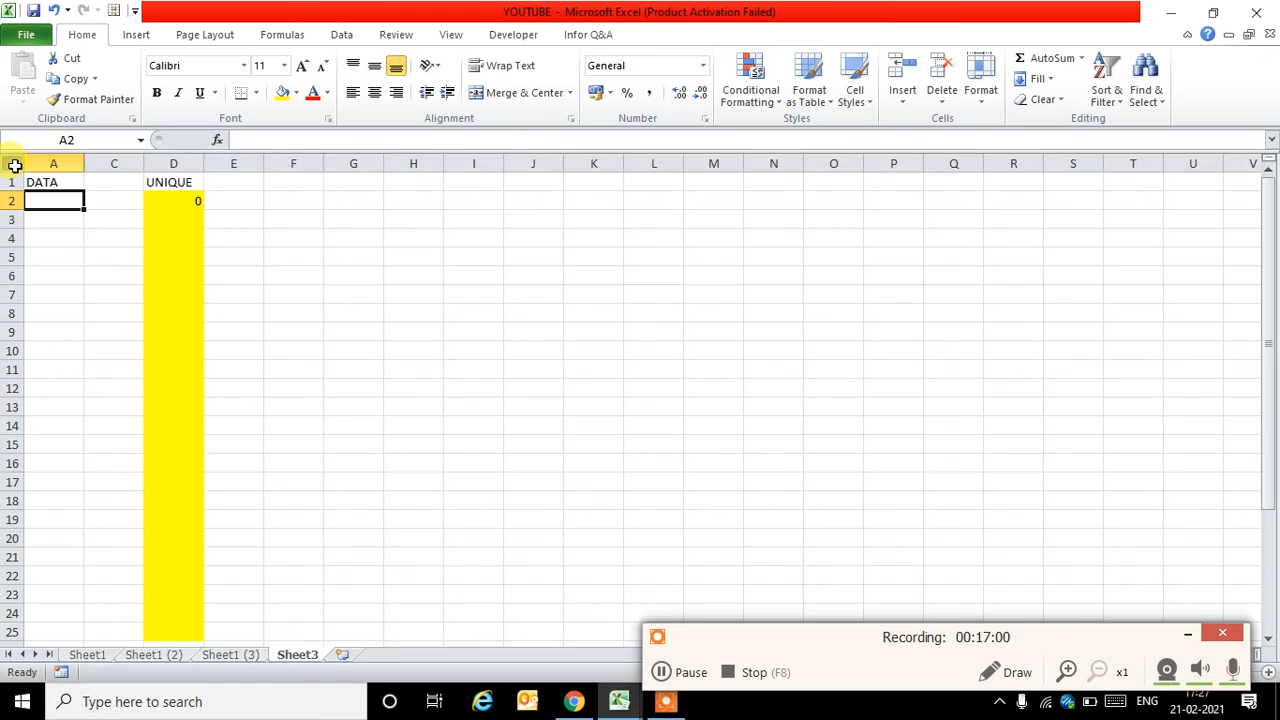 YOUTUBE - Microsoft Excel (Product Activation Failed)
File Home Insert Page Layout Formulas Data Review View Developer Infor Q&A
Paste
Cut
Copy
Format Painter
Clipboard
Calibri 11
B I U
Font
Wrap Text
Merge & Center
Alignment
General
% ,
Number
Conditional Formatting
Format as Table
Cell Styles
Styles
Insert
Delete
Format
Cells
Σ AutoSum
Fill
Clear
Sort & Filter
Find & Select
Editing
A2 fx
A C D E F G H I J K L M N O P Q R S T U V
1 DATA UNIQUE
2 0
3
4
5
6
7
8
9
10
11
12
13
14
15
16
17
18
19
20
21
22
23
24
25
Recording: 00:17:00
Pause Stop (F8) Draw x1
Sheet1 Sheet1 (2) Sheet1 (3) Sheet3
Ready
Type here to search
ENG
17:27
21-02-2021